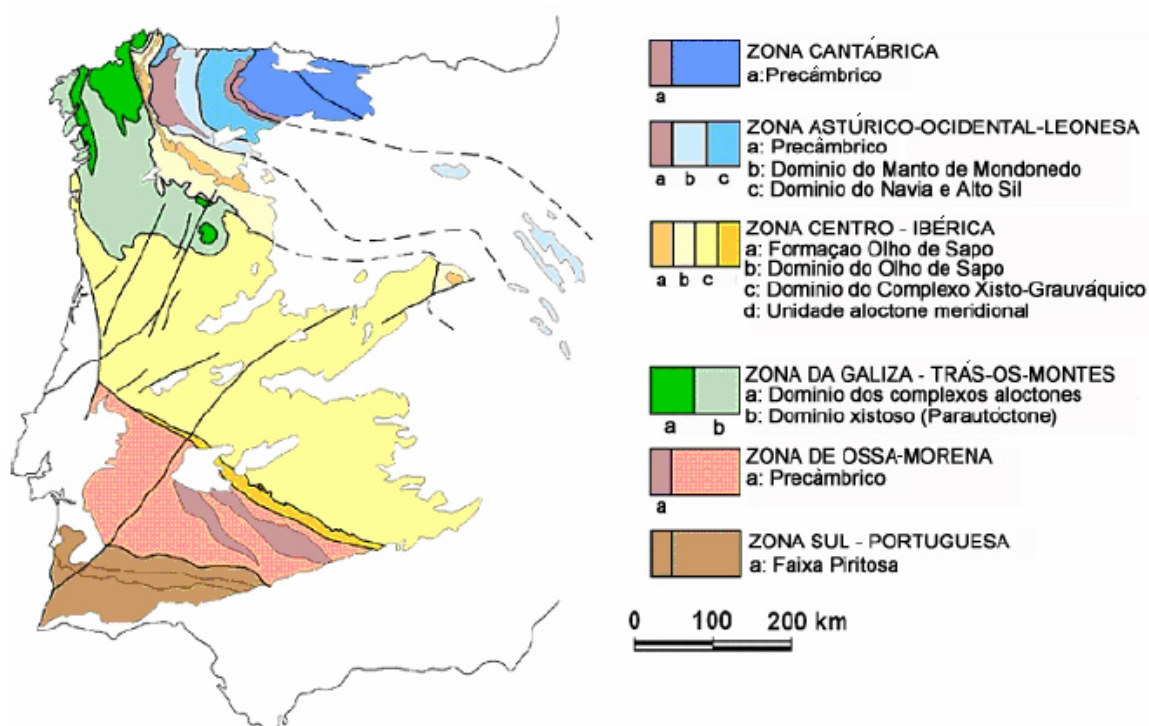 ZONA CANTÁBRICA
a: Precâmbrico
a
ZONA ASTÚRICO-OCIDENTAL-LEONESA
a: Precâmbrico
b: Dominio do Manto de Mondonedo
c: Dominio do Navia e Alto Sil
a b c
ZONA CENTRO - IBÉRICA
a: Formaçao Olho de Sapo
b: Dominio do Olho de Sapo
c: Dominio do Complexo Xisto-Grauváquico
d: Unidade aloctone meridional
a b c
ZONA DA GALIZA - TRÁS-OS-MONTES
a: Dominio dos complexos aloctones
b: Dominio xistoso (Parautóctone)
a b
ZONA DE OSSA-MORENA
a: Precâmbrico
a
ZONA SUL - PORTUGUESA
a: Faixa Piritosa
0 100 200 km